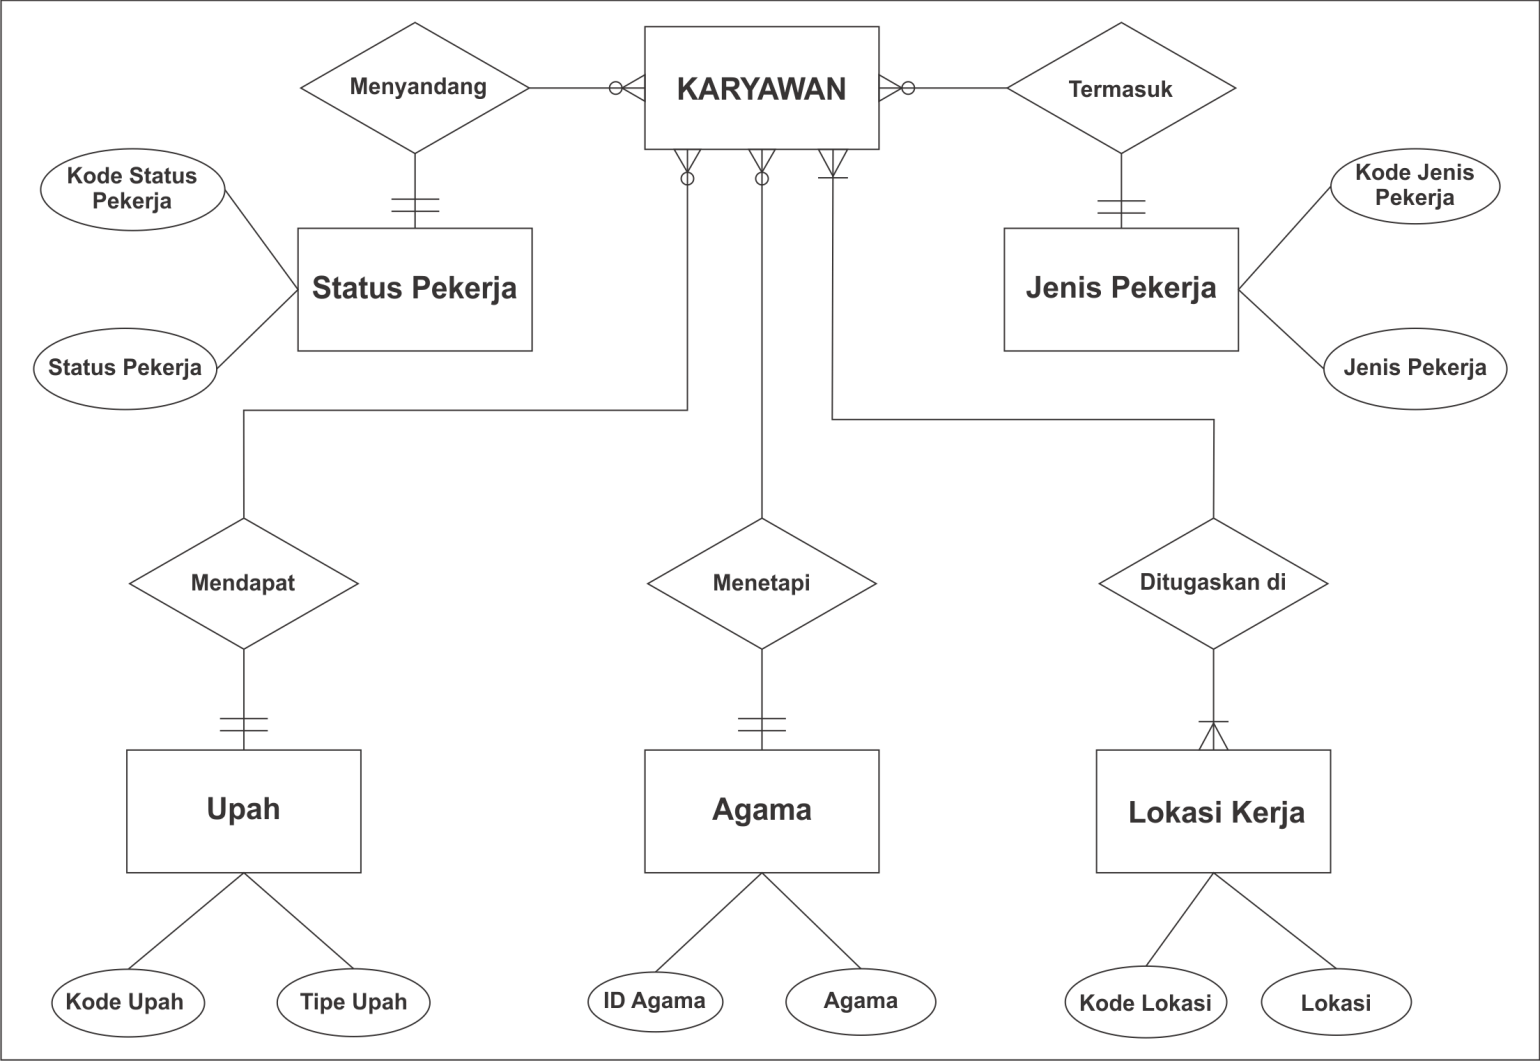 Menyandang
KARYAWAN
Termasuk
Kode Status
Pekerja
Kode Jenis
Pekerja
Status Pekerja
Jenis Pekerja
Status Pekerja
Jenis Pekerja
Mendapat
Menetapi
Ditugaskan di
Upah
Agama
Lokasi Kerja
Kode Upah
Tipe Upah
ID Agama
Agama
Kode Lokasi
Lokasi